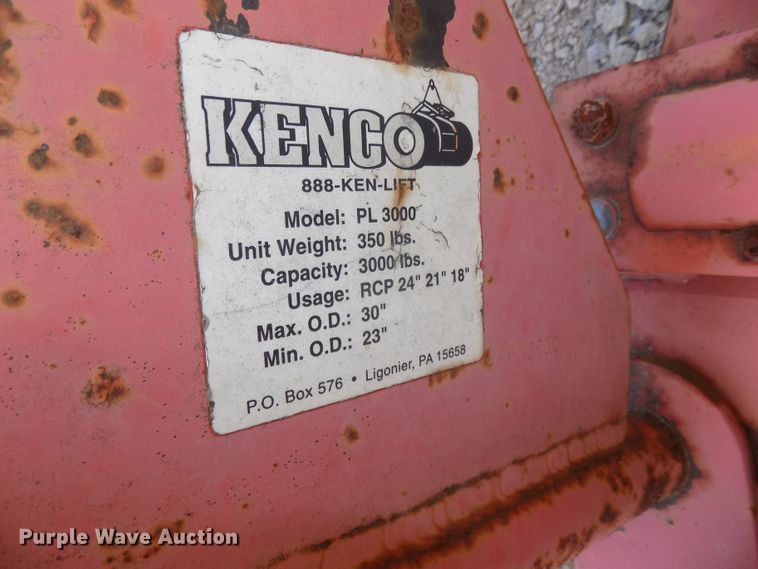 KENCO
888-KEN-LIFT
Model: PL 3000
Unit Weight: 350 lbs.
Capacity: 3000 lbs.
Usage: RCP 24" 21" 18"
Max. O.D.: 30"
Min. O.D.: 23"
P.O. Box 576 • Ligonier, PA 15658
Purple Wave Auction